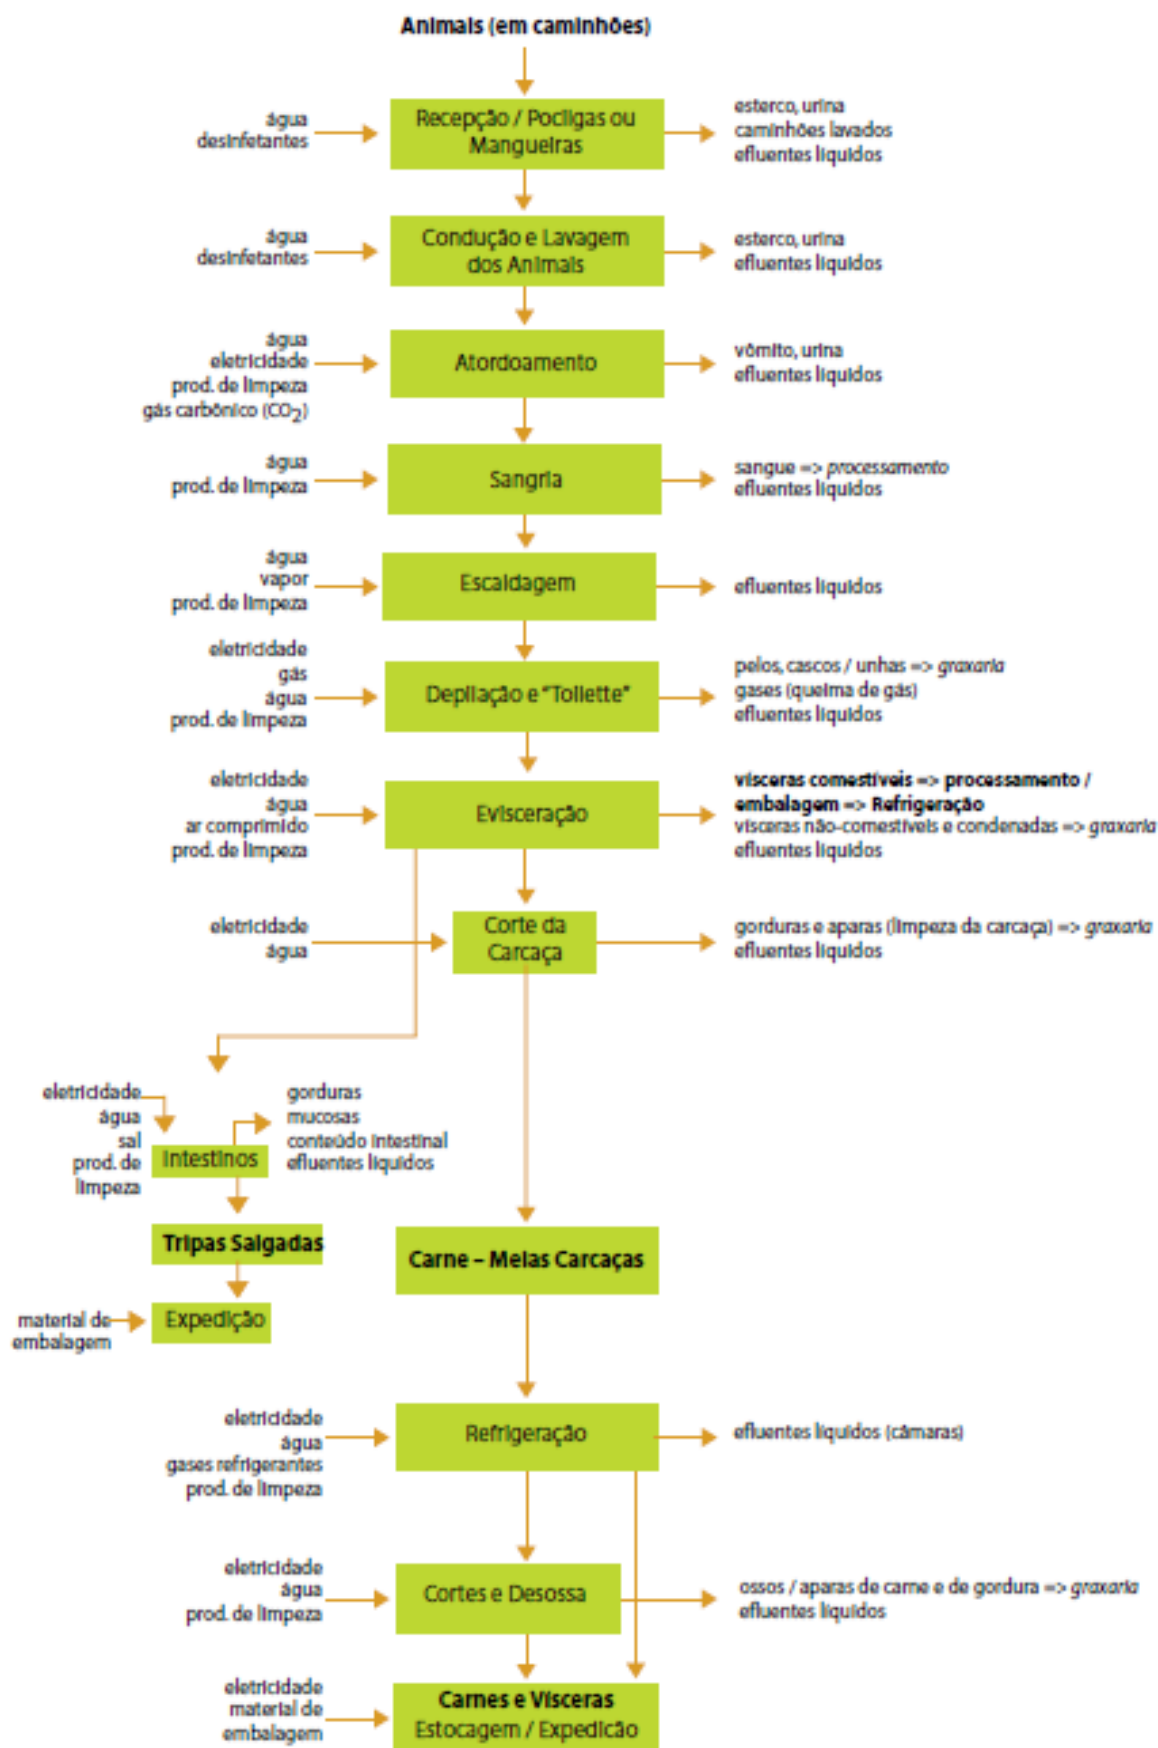 Animais (em caminhões)
água
desinfetantes
Recepção / Pocilgas ou
Mangueiras
esterco, urina
caminhões lavados
efluentes líquidos
água
desinfetantes
Condução e Lavagem
dos Animais
esterco, urina
efluentes líquidos
água
eletricidade
prod. de limpeza
gás carbônico (CO2)
Atordoamento
vômito, urina
efluentes líquidos
água
prod. de limpeza
Sangria
sangue => processamento
efluentes líquidos
água
vapor
prod. de limpeza
Escaldagem
efluentes líquidos
eletricidade
gás
água
prod. de limpeza
Depilação e "Toilette"
pelos, cascos / unhas => graxaria
gases (queima de gás)
efluentes líquidos
eletricidade
água
ar comprimido
prod. de limpeza
Evisceração
vísceras comestíveis => processamento /
embalagem => Refrigeração
vísceras não-comestíveis e condenadas => graxaria
efluentes líquidos
eletricidade
água
Corte da
Carcaça
gorduras e aparas (limpeza da carcaça) => graxaria
efluentes líquidos
eletricidade
água
sal
prod. de
limpeza
Intestinos
gorduras
mucosas
conteúdo intestinal
efluentes líquidos
Tripas Salgadas
material de
embalagem
Expedição
Carne – Meias Carcaças
eletricidade
água
gases refrigerantes
prod. de limpeza
Refrigeração
efluentes líquidos (câmaras)
eletricidade
água
prod. de limpeza
Cortes e Desossa
ossos / aparas de carne e de gordura => graxaria
efluentes líquidos
eletricidade
material de
embalagem
Carnes e Vísceras
Estocagem / Expedição